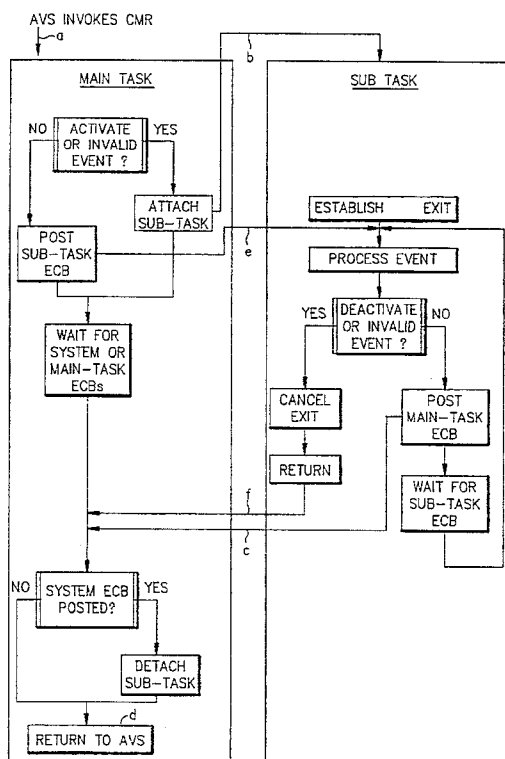 AVS INVOKES CMR
a
b
MAIN TASK
SUB TASK
NO
ACTIVATE
OR INVALID
EVENT ?
YES
ATTACH
SUB-TASK
ESTABLISH EXIT
POST
SUB-TASK
ECB
e
PROCESS EVENT
WAIT FOR
SYSTEM OR
MAIN-TASK
ECBs
YES
DEACTIVATE
OR INVALID
EVENT ?
NO
CANCEL
EXIT
POST
MAIN-TASK
ECB
RETURN
WAIT FOR
SUB-TASK
ECB
f
c
NO
SYSTEM ECB
POSTED?
YES
DETACH
SUB-TASK
d
RETURN TO AVS